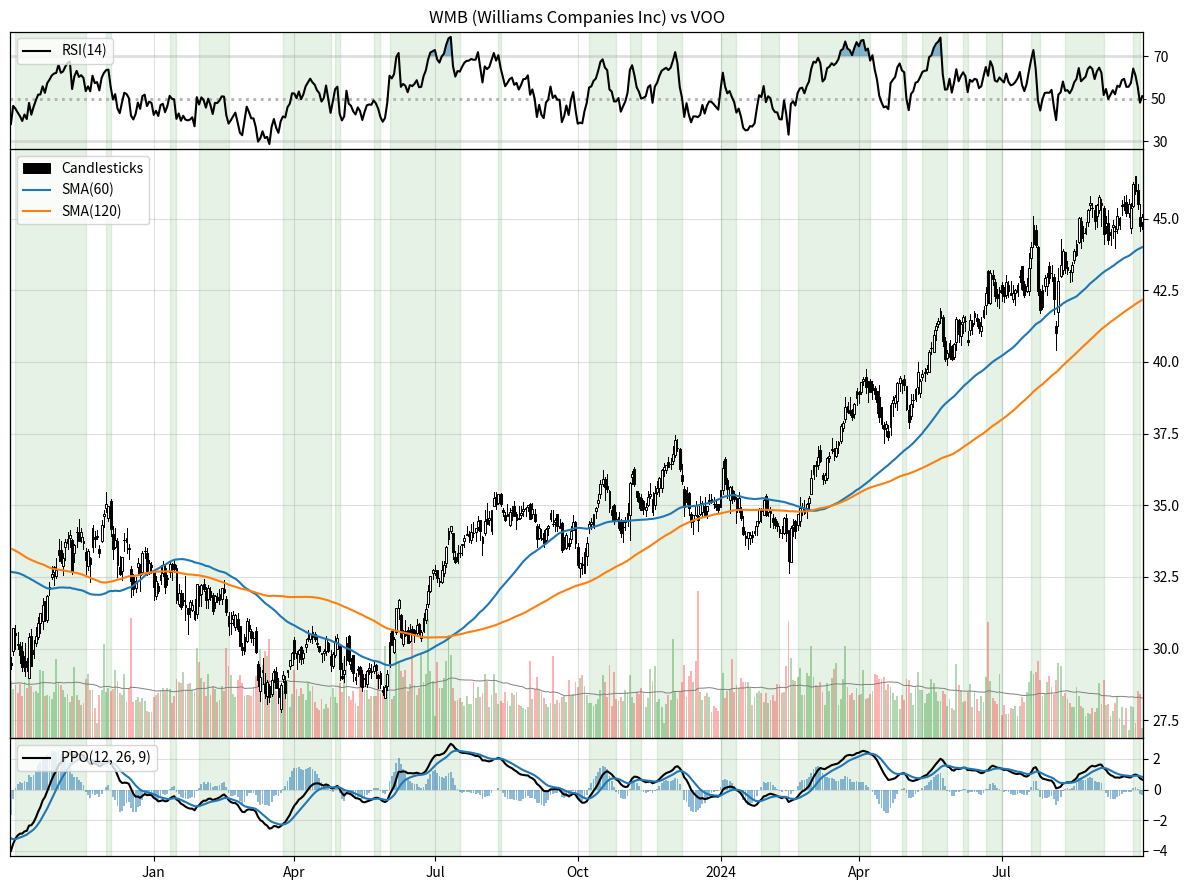 WMB (Williams Companies Inc) vs VOO
RSI(14)
70
50
30
Candlesticks
SMA(60)
SMA(120)
45.0
42.5
40.0
37.5
35.0
32.5
30.0
27.5
PPO(12, 26, 9)
2
0
−2
−4
Jan
Apr
Jul
Oct
2024
Apr
Jul